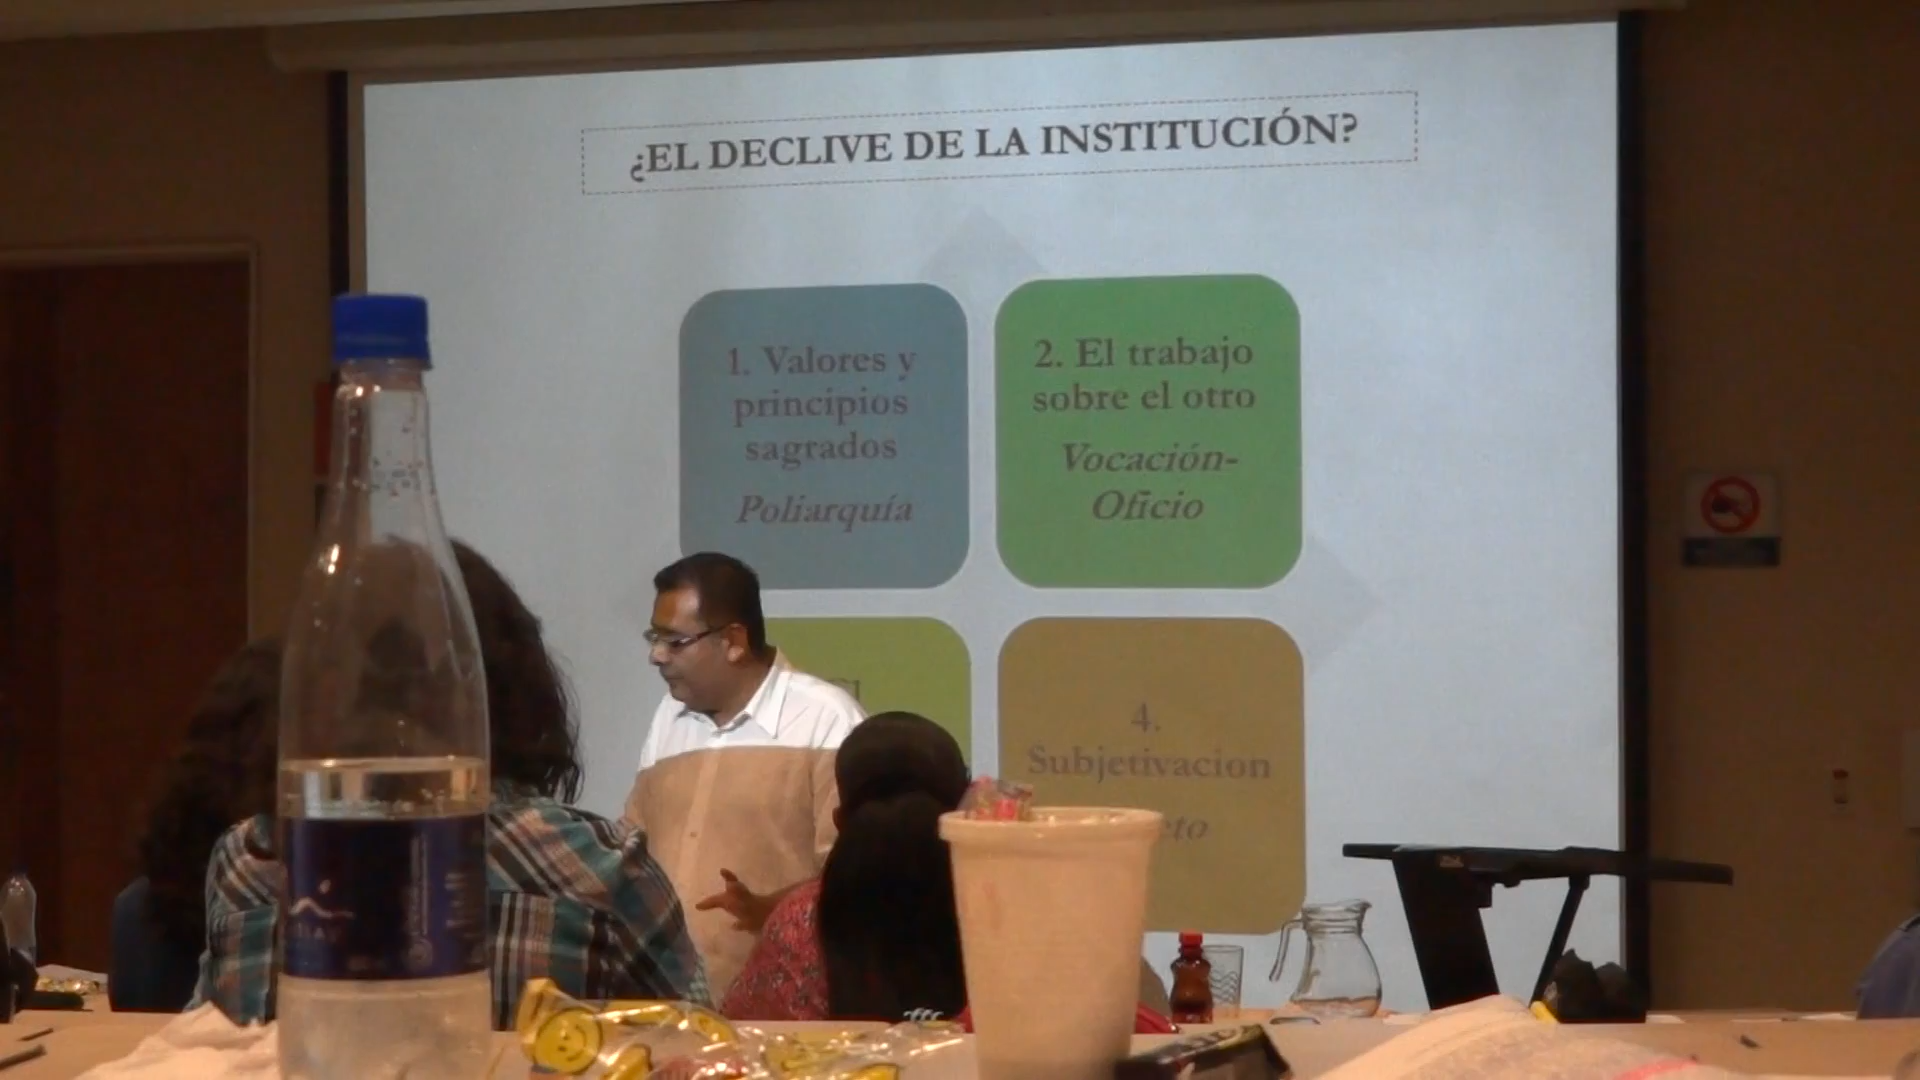 ¿EL DECLIVE DE LA INSTITUCIÓN?
1. Valores y
principios
sagrados
Poliarquía
2. El trabajo
sobre el otro
Vocación-
Oficio
4.
Subjetivacion